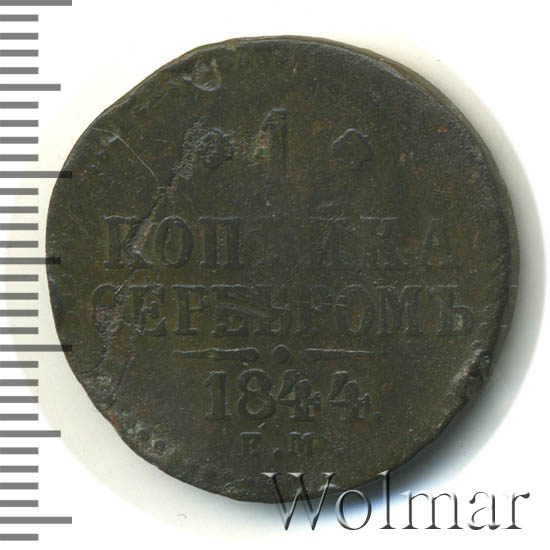 1
КОПѢЙКА
СЕРЕБРОМЪ
1844.
Е.М.
Wolmar